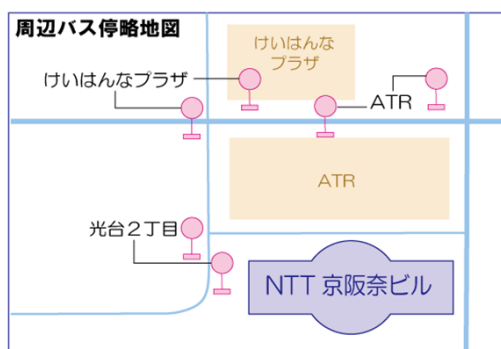 周辺バス停略地図
けいはんな
プラザ
けいはんなプラザ
ATR
ATR
光台2丁目
NTT 京阪奈ビル